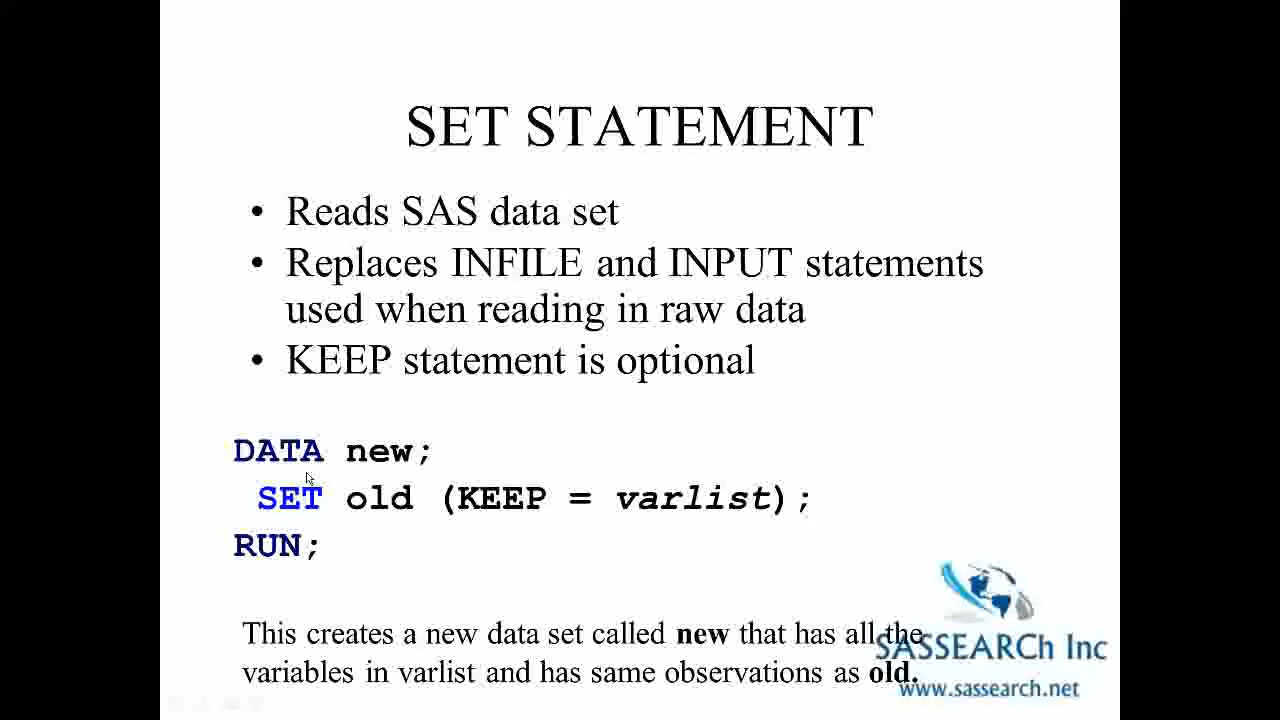 SET STATEMENT
• Reads SAS data set
• Replaces INFILE and INPUT statements
used when reading in raw data
• KEEP statement is optional
DATA new;
SET old (KEEP = varlist);
RUN;
This creates a new data set called new that has all the
variables in varlist and has same observations as old.
SASSEARCh Inc
www.sassearch.net